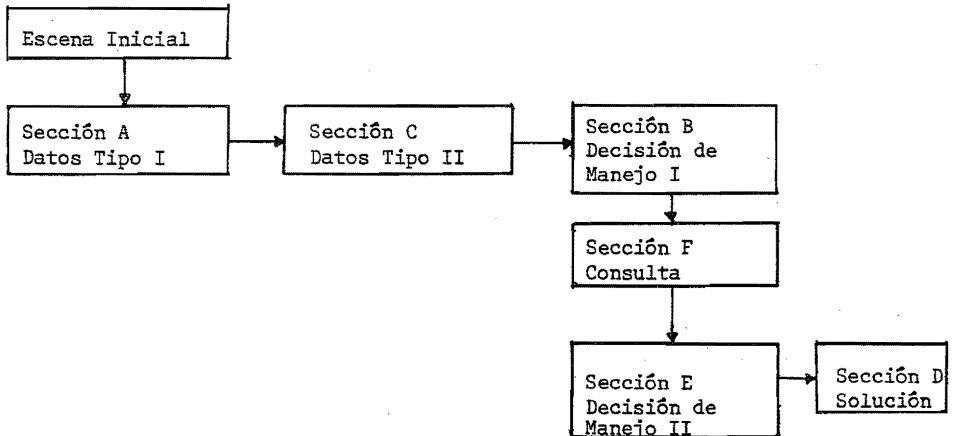 Escena Inicial
Sección A
Datos Tipo I
Sección C
Datos Tipo II
Sección B
Decisión de
Manejo I
Sección F
Consulta
Sección E
Decisión de
Manejo II
Sección D
Solución